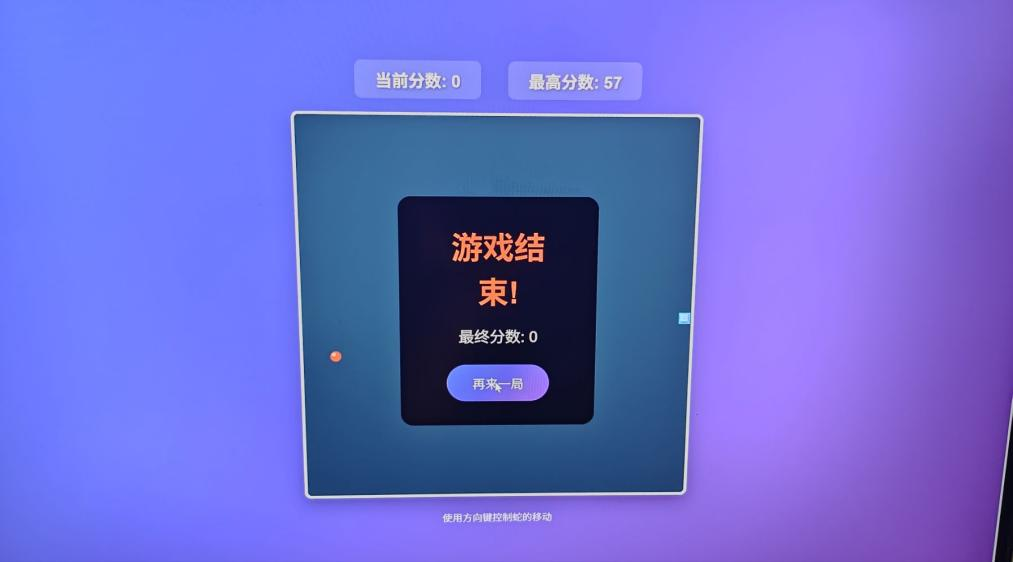 当前分数: 0
最高分数: 57
游戏结
束!
最终分数: 0
再来一局
使用方向键控制蛇的移动